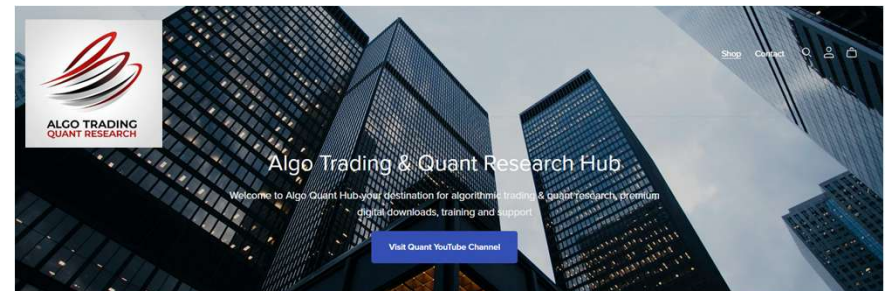 Shop Contact
ALGO TRADING
QUANT RESEARCH
Algo Trading & Quant Research Hub
Welcome to Algo Quant Hub-your destination for algorithmic trading & quant research, premium
digital downloads, training and support
Visit Quant YouTube Channel